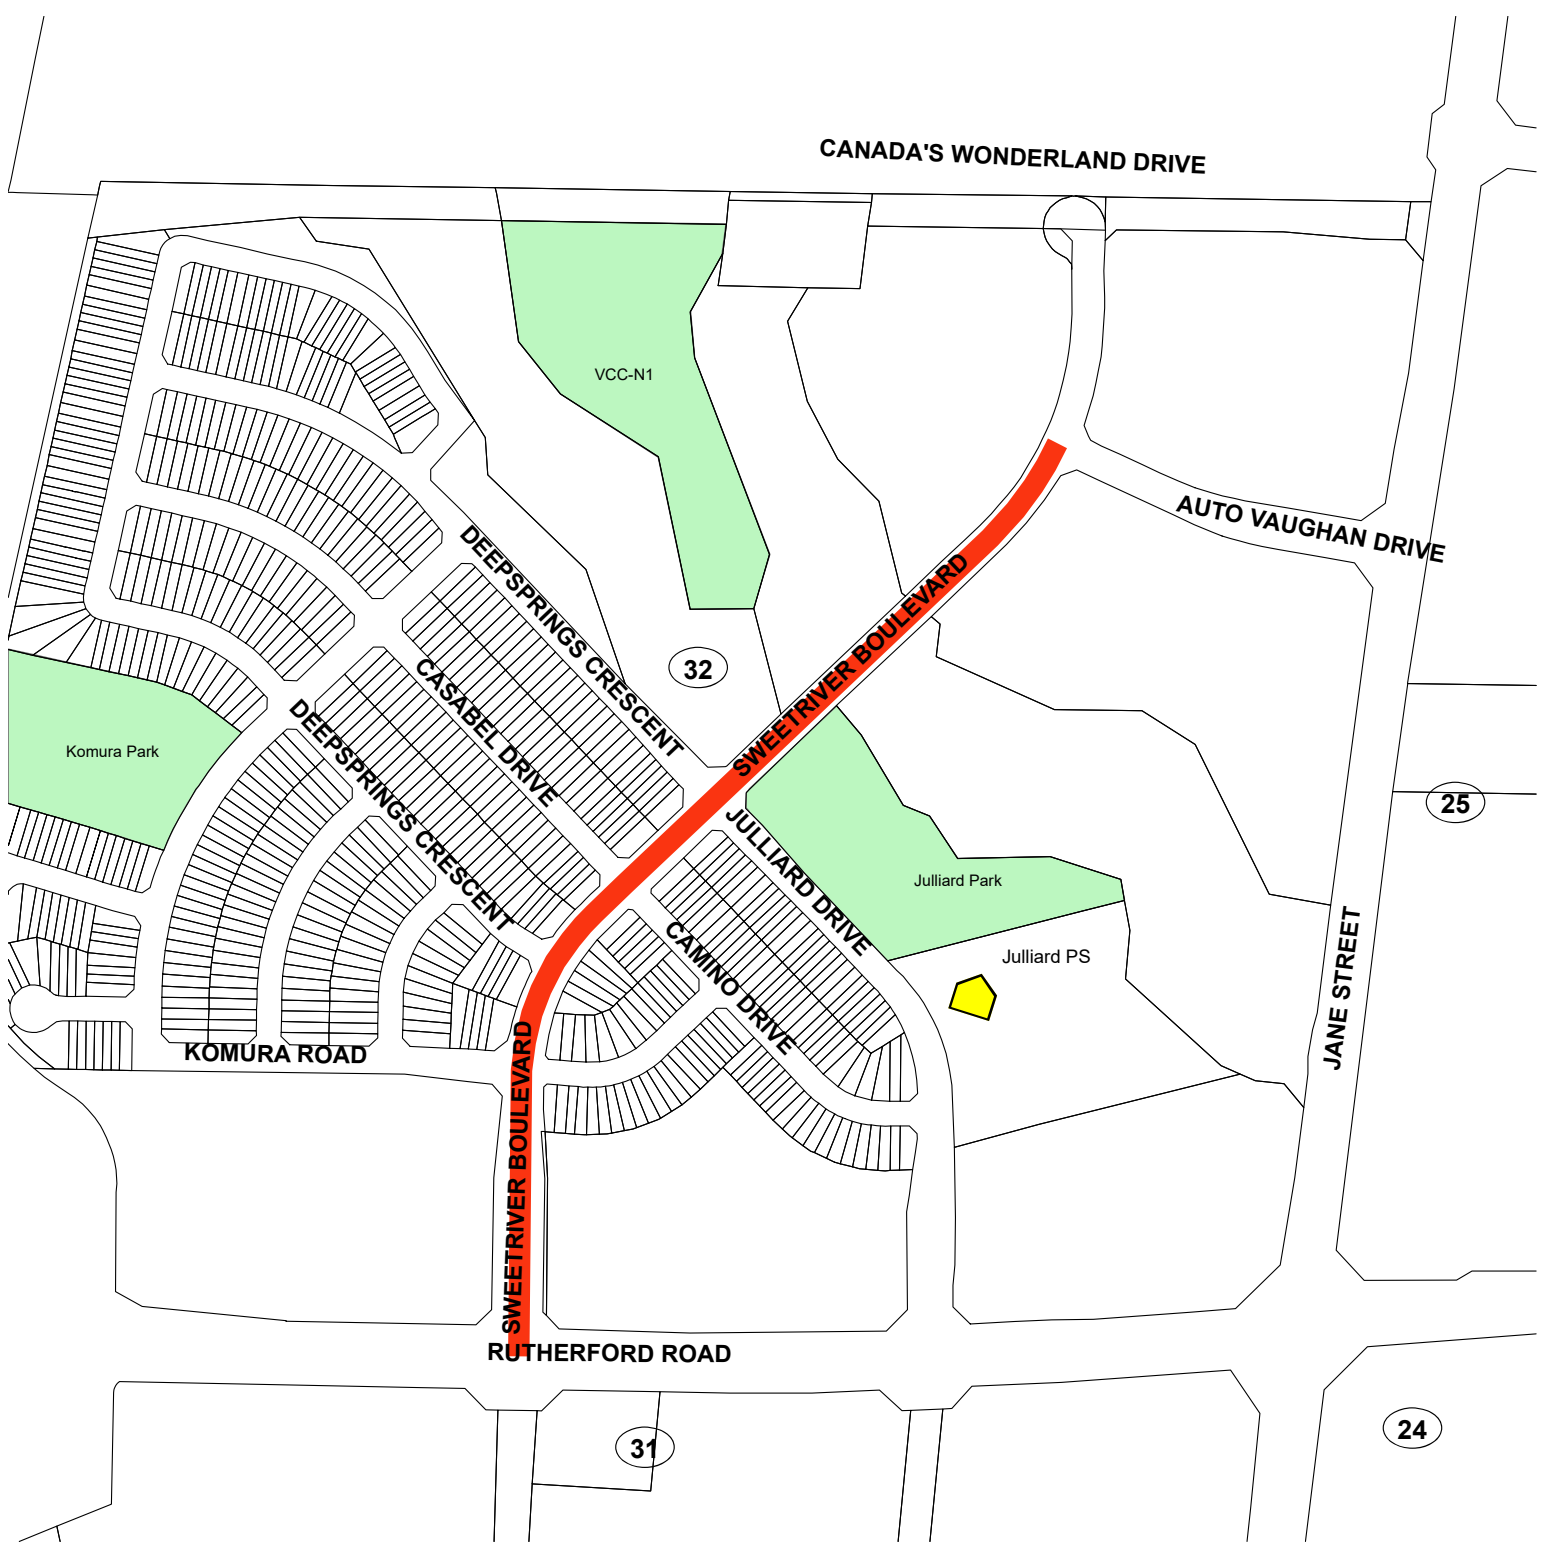 CANADA'S WONDERLAND DRIVE
VCC-N1
AUTO VAUGHAN DRIVE
DEEPSPRINGS CRESCENT
SWEETRIVER BOULEVARD
32
CASABEL DRIVE
DEEPSPRINGS CRESCENT
Komura Park
25
JULLIARD DRIVE
Julliard Park
CAMINO DRIVE
Julliard PS
JANE STREET
KOMURA ROAD
SWEETRIVER BOULEVARD
RUTHERFORD ROAD
31
24